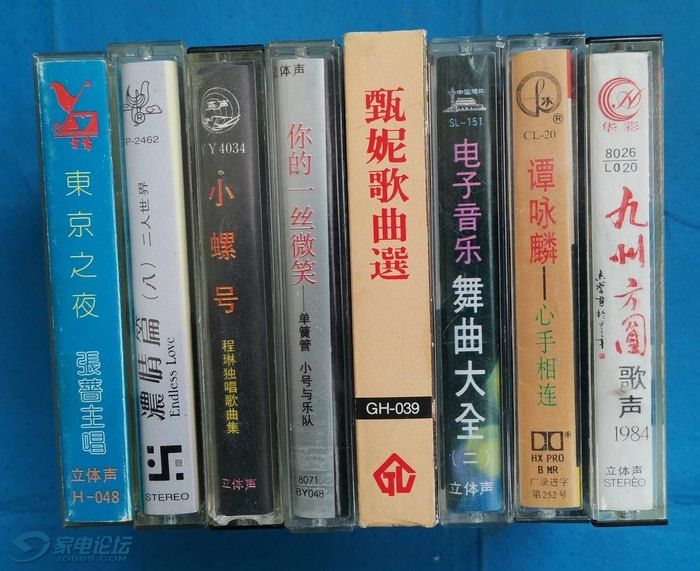 東京之夜
張薔主唱
立体声
H-048
P-2462
濃情篇(八)二人世界
Endless Love
STEREO
YY4034
小螺号
程琳独唱歌曲集
立体声
立体声
你的一丝微笑
——单簧管 小号与乐队
8071
BY048
甄妮歌曲選
GH-039
SL-151
电子音乐
舞曲大全
(二)
立体声
R
CL-20
谭咏麟
—心手相连
HX PRO
B NR
广录进字
第252号
华彩
8026
L020
九州方圆
歌声
1984
立体声
STEREO
家电论坛
JDBBS.COM